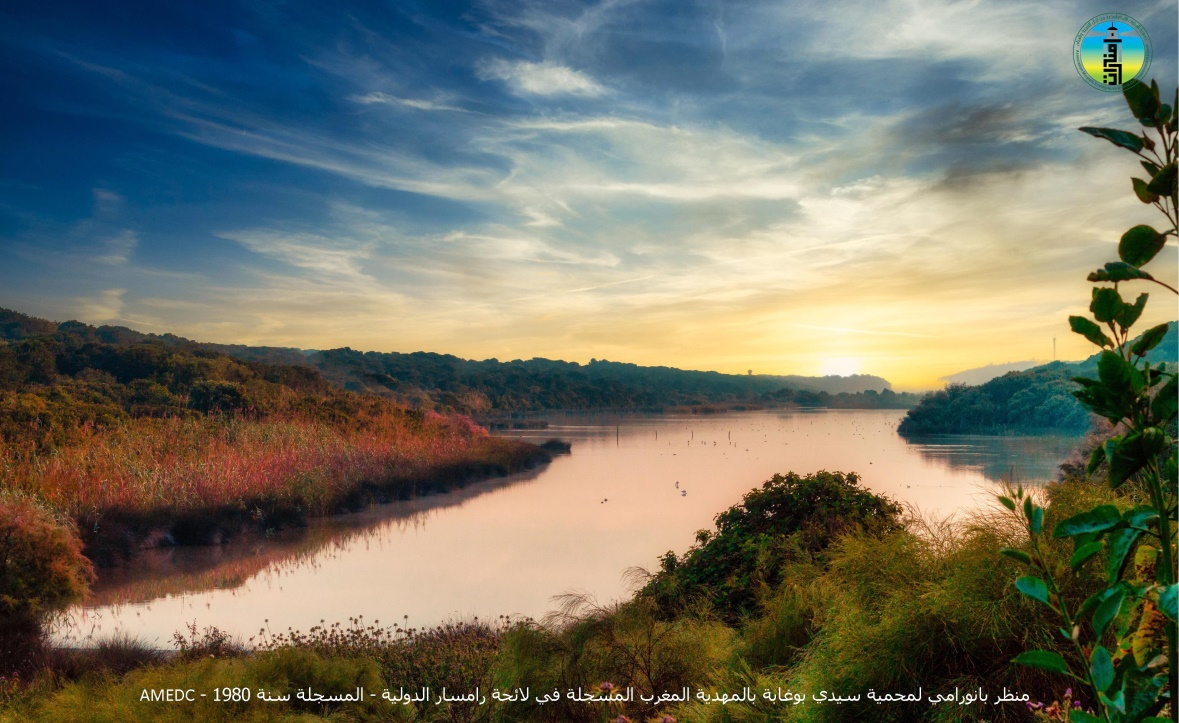 منظر بانورامي لمحمية سيدي بوغابة بالمهدية المغرب المسجلة في لائحة رامسار الدولية - المسجلة سنة 1980 - AMEDC